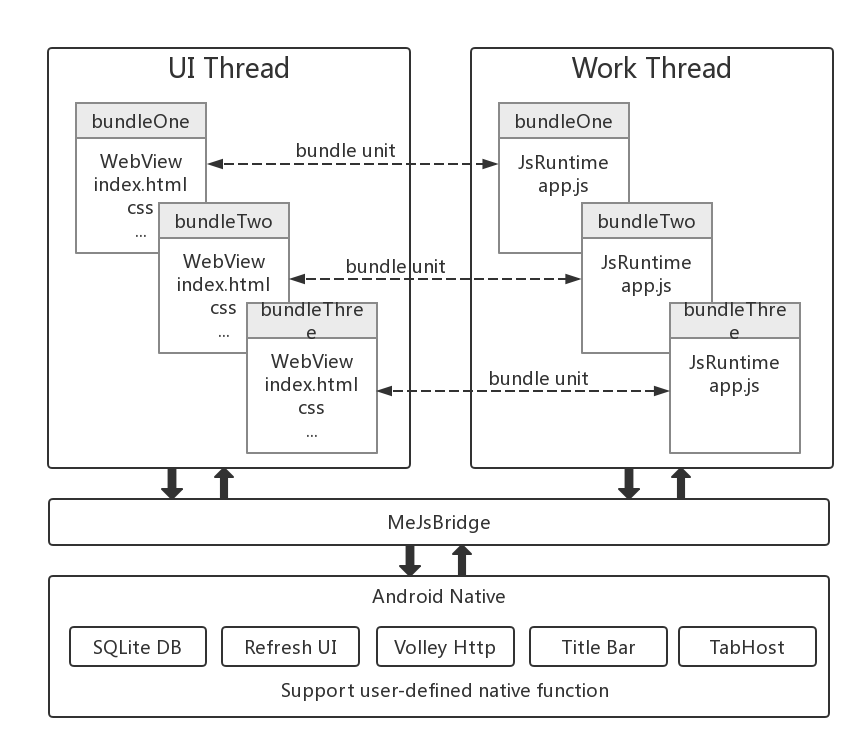 UI Thread
bundleOne
WebView
index.html
css
...
bundleTwo
WebView
index.html
css
...
bundleThre
e
WebView
index.html
css
...
bundle unit
bundle unit
bundle unit
Work Thread
bundleOne
JsRuntime
app.js
bundleTwo
JsRuntime
app.js
bundleThre
e
JsRuntime
app.js
MeJsBridge
Android Native
SQLite DB
Refresh UI
Volley Http
Title Bar
TabHost
Support user-defined native function